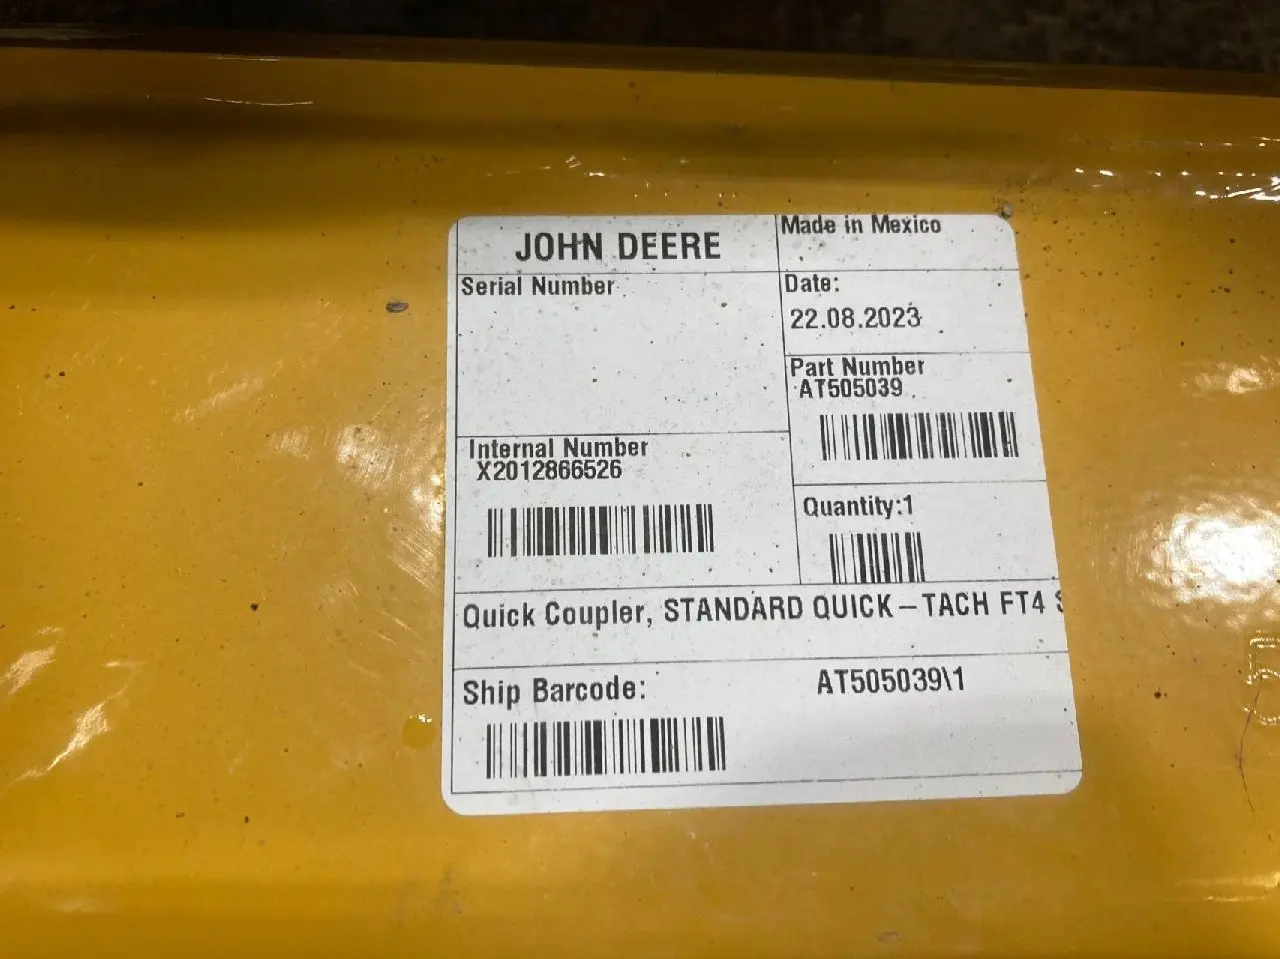 JOHN DEERE
Made in Mexico
Serial Number
Date:
22.08.2023
Part Number
AT505039
Internal Number
X2012866526
Quantity:1
Quick Coupler, STANDARD QUICK-TACH FT4
Ship Barcode:
AT505039\1